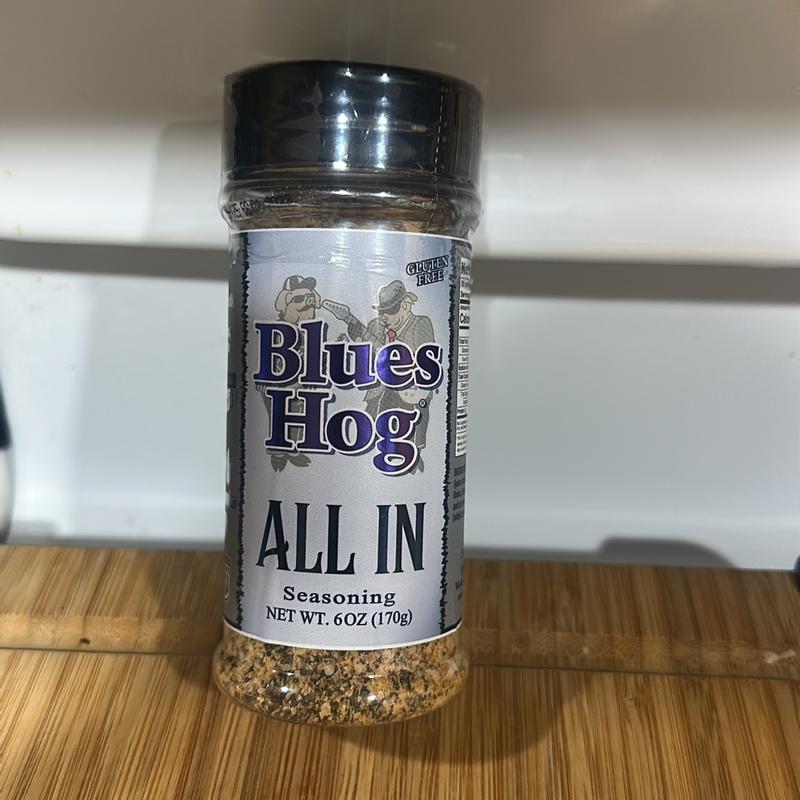 GLUTEN
FREE
Blues
Hog®
ALL IN
Seasoning
NET WT. 6OZ (170g)